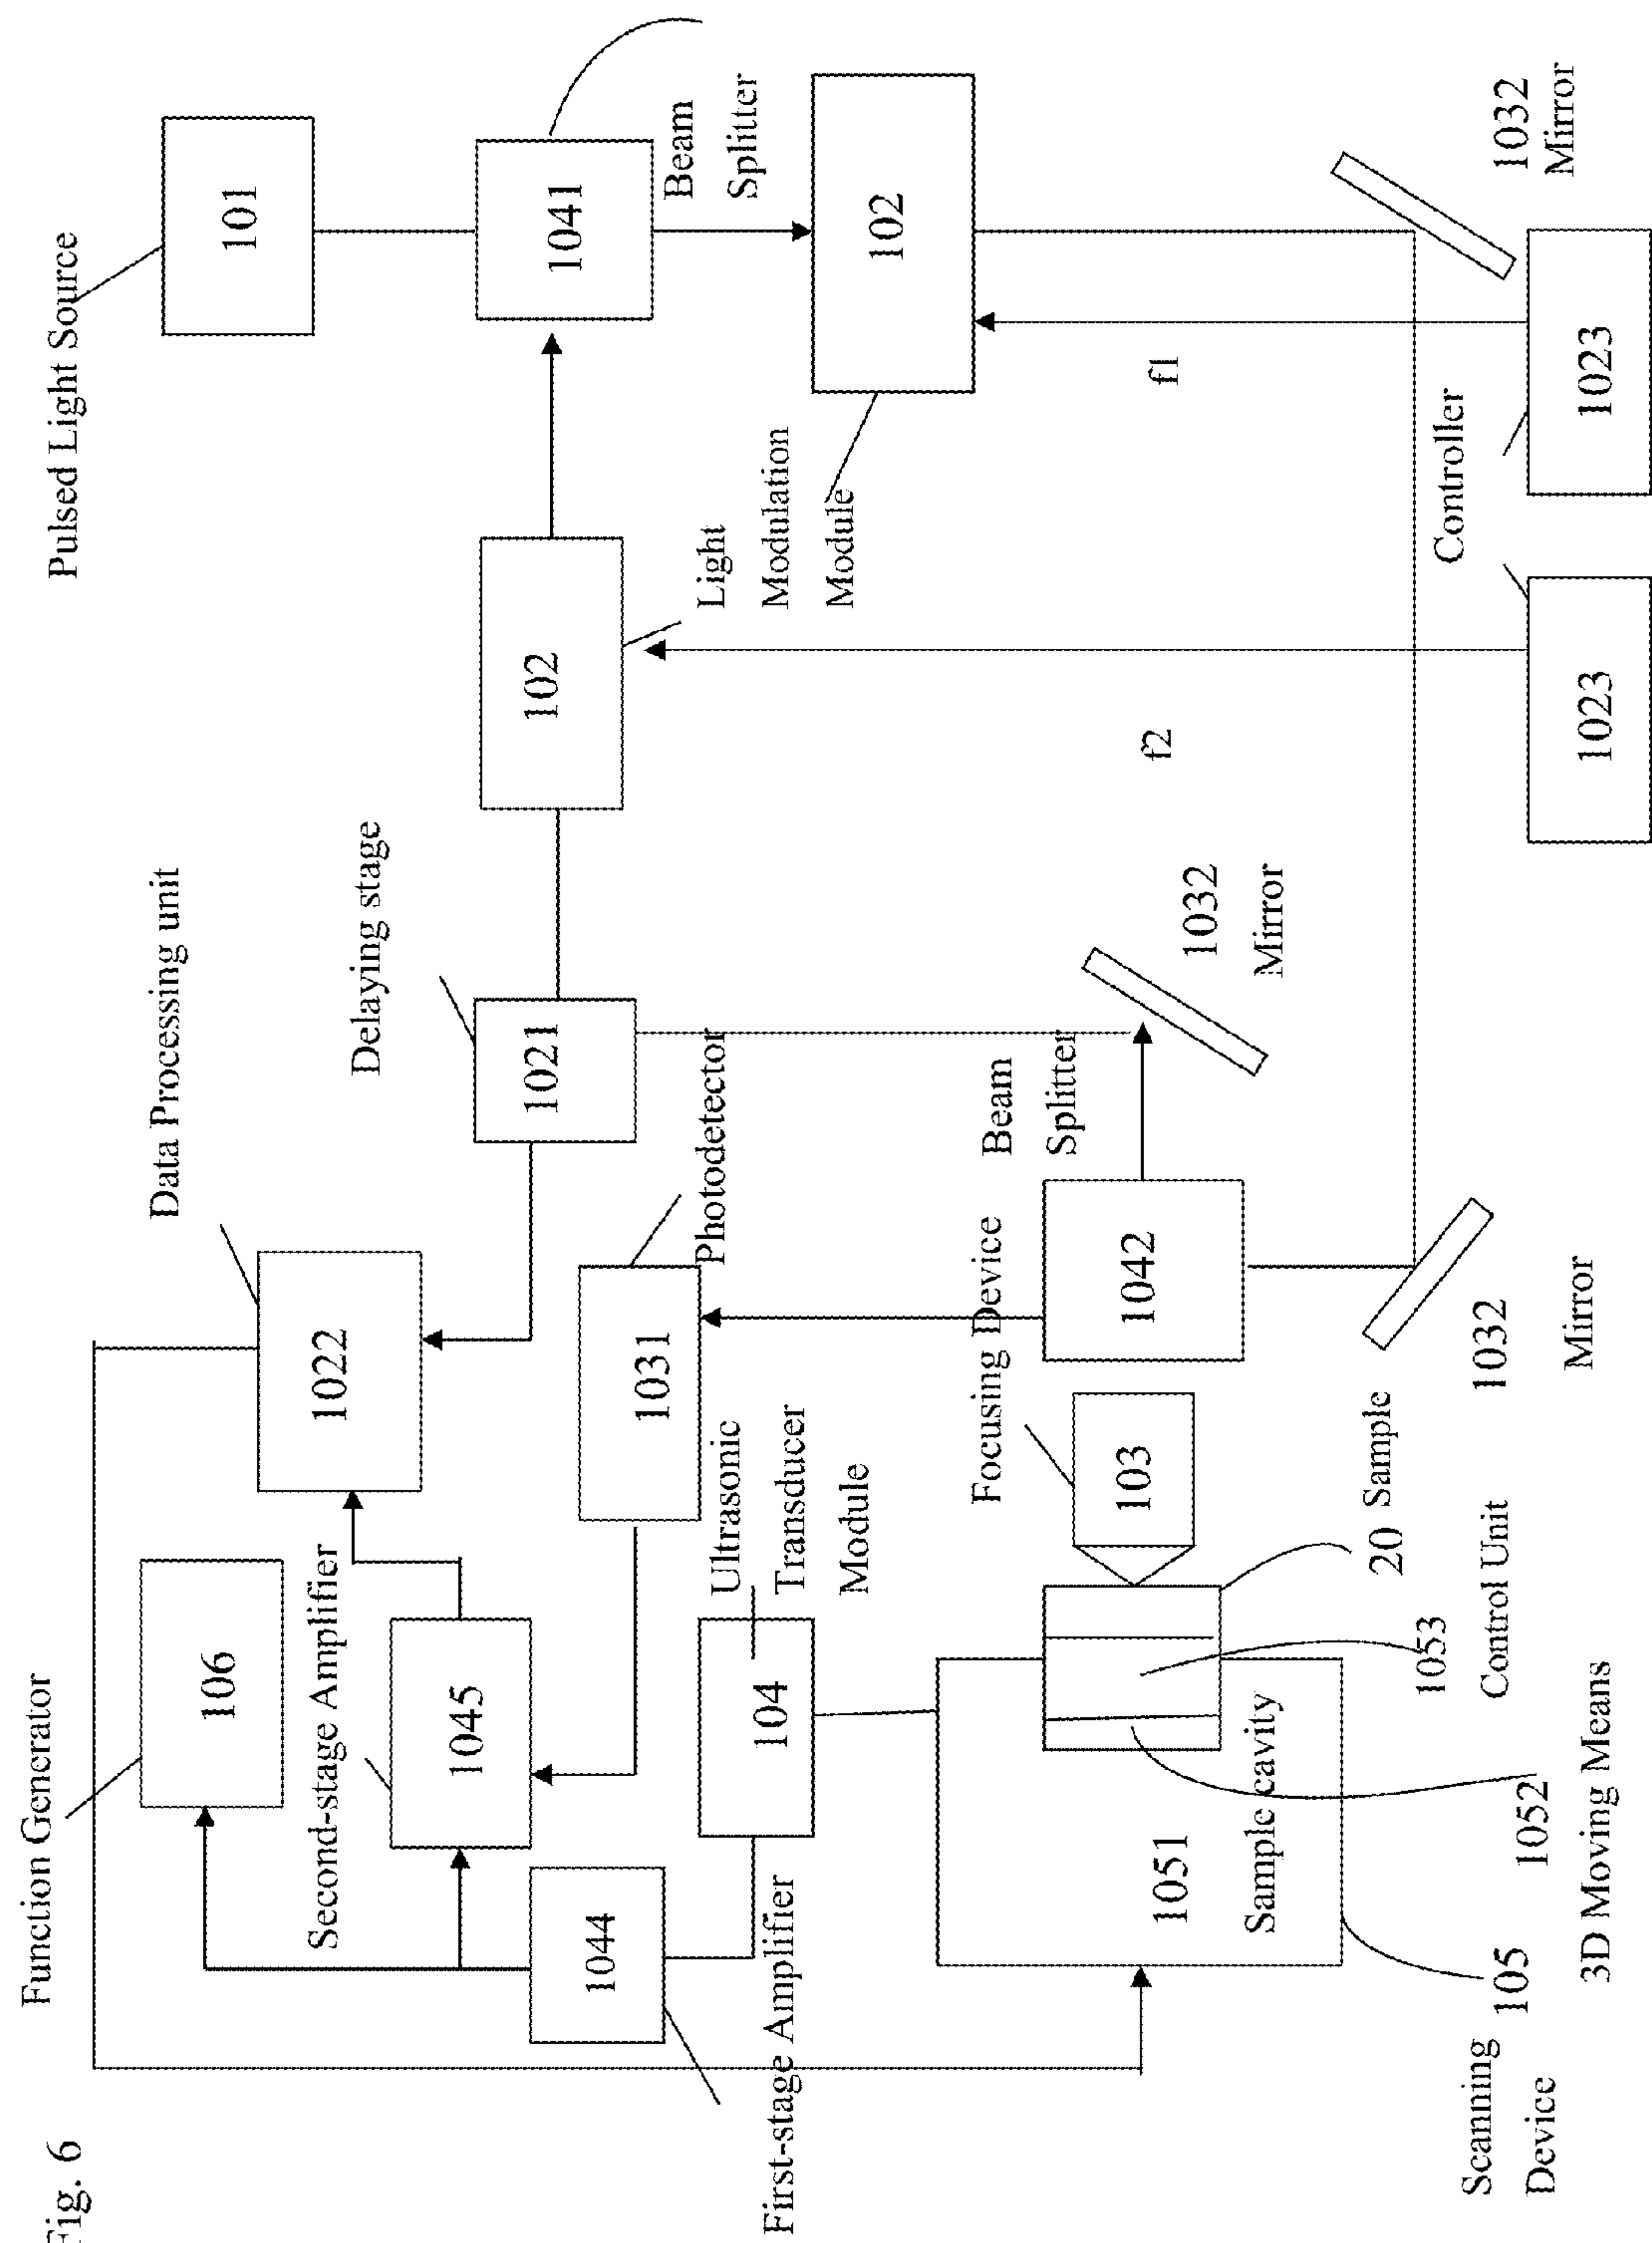 Fig. 6
Function Generator
106
Data Processing unit
1022
Pulsed Light Source
101
Second-stage Amplifier
1045
Delaying stage
1021
102
1041
Beam
Splitter
1044
First-stage Amplifier
1031
Photodetector
Light
Modulation
Module
102
104
Ultrasonic
Transducer
Module
Focusing Device
103
Beam
Splitter
1042
1032
Mirror
f2
f1
1051
Sample cavity
20 Sample
1053
Control Unit
1052
3D Moving Means
105
Scanning
Device
1032
Mirror
Controller
1023
1023
1032
Mirror